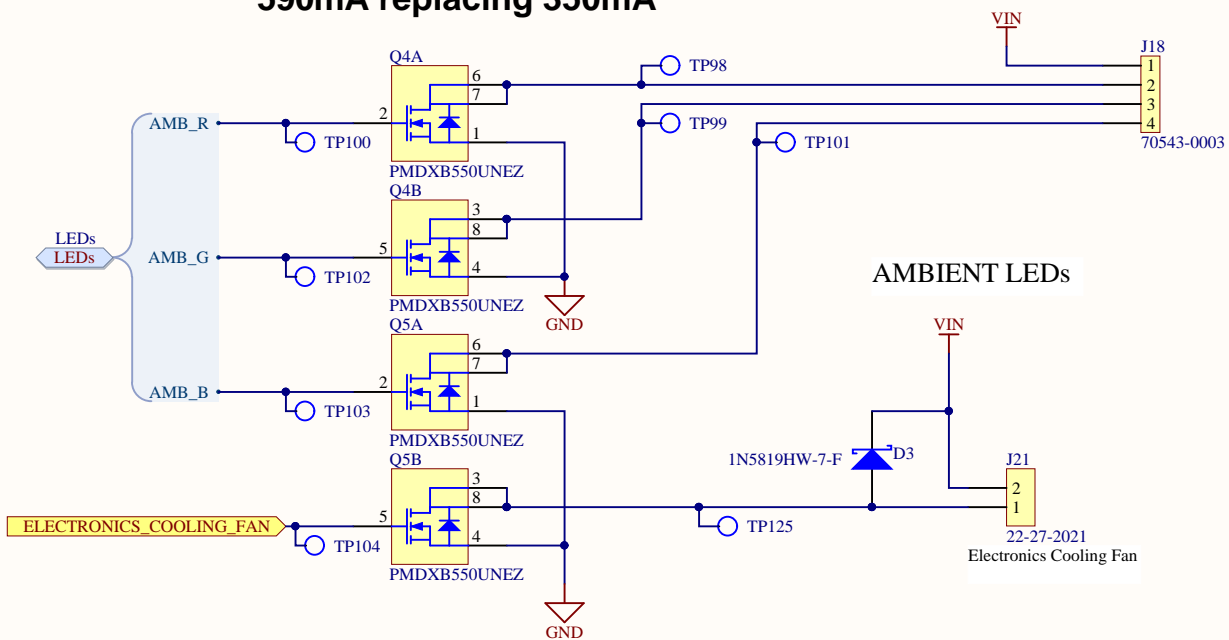 590mA replacing 350mA
VIN
Q4A
J18
6
TP98
1
7
2
AMB_R
2
3
TP100
1
TP99
4
TP101
70543-0003
PMDXB550UNEZ
Q4B
3
LEDs
8
LEDs
AMB_G
5
TP102
4
AMBIENT LEDs
PMDXB550UNEZ
GND
VIN
Q5A
6
7
AMB_B
2
TP103
1
PMDXB550UNEZ
Q5B
1N5819HW-7-F
D3
J21
3
2
8
1
ELECTRONICS_COOLING_FAN
5
TP104
TP125
4
22-27-2021
Electronics Cooling Fan
PMDXB550UNEZ
GND